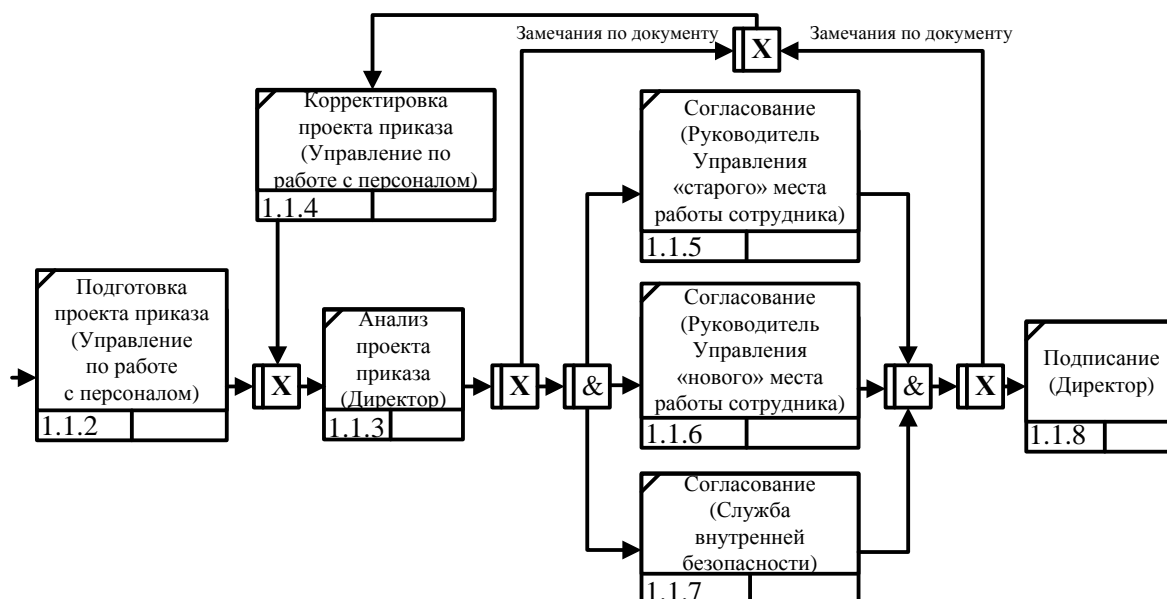 Замечания по документу
X
Замечания по документу
Корректировка
проекта приказа
(Управление по
работе с персоналом)
1.1.4
Согласование
(Руководитель
Управления
«старого» места
работы сотрудника)
1.1.5
Подготовка
проекта приказа
(Управление
по работе
с персоналом)
1.1.2
X
Анализ
проекта
приказа
(Директор)
1.1.3
X
&
Согласование
(Руководитель
Управления
«нового» места
работы сотрудника)
1.1.6
&
X
Подписание
(Директор)
1.1.8
Согласование
(Служба
внутренней
безопасности)
1.1.7